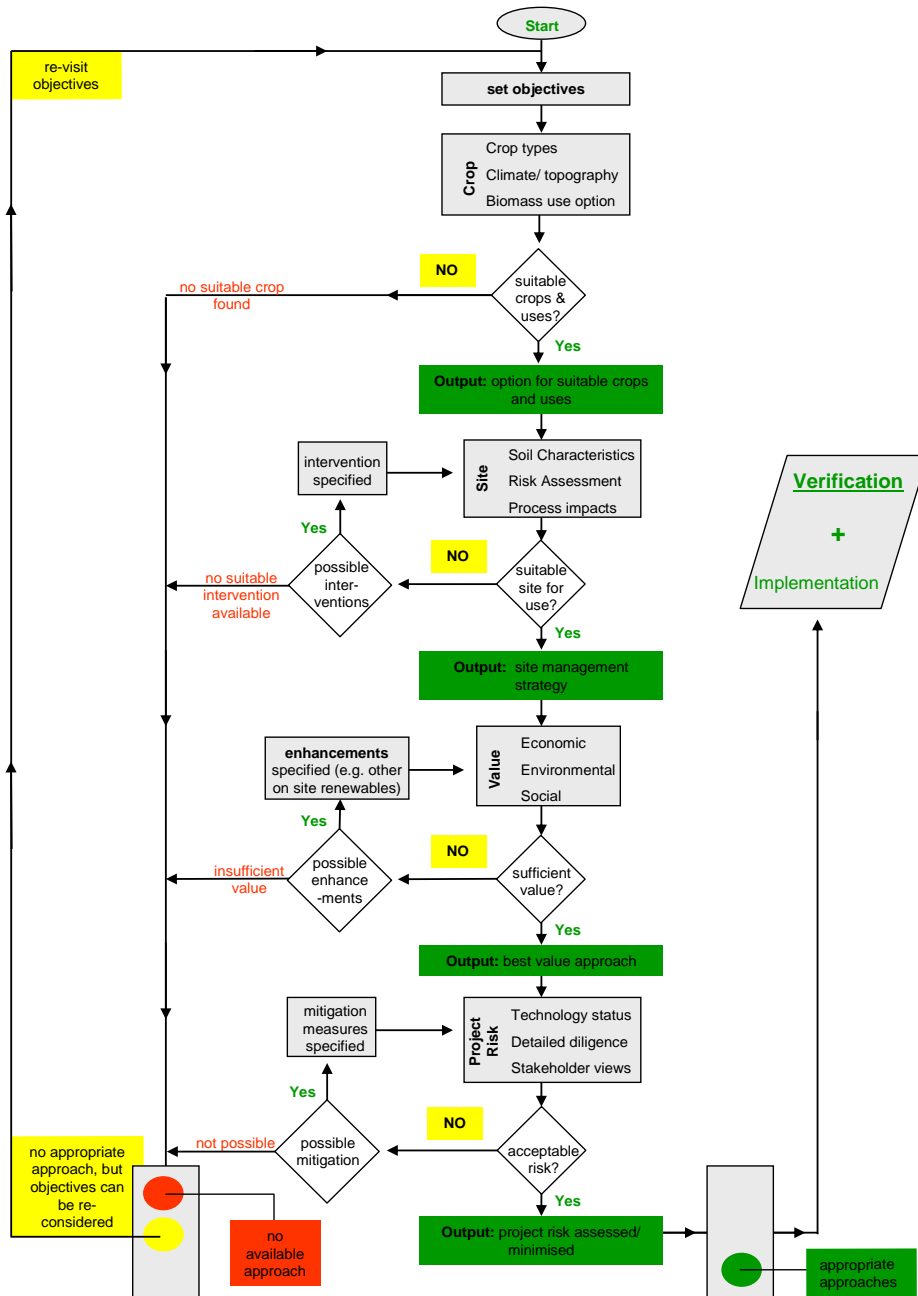 Start
re-visit
objectives
set objectives
Crop
Crop types
Climate/ topography
Biomass use option
NO
no suitable crop
found
suitable
crops &
uses?
Yes
Output: option for suitable crops
and uses
intervention
specified
Site
Soil Characteristics
Risk Assessment
Process impacts
Verification
+
Implementation
Yes
NO
no suitable
intervention
available
possible
inter-
ventions
suitable
site for
use?
Yes
Output: site management
strategy
enhancements
specified (e.g. other
on site renewables)
Value
Economic
Environmental
Social
Yes
NO
insufficient
value
possible
enhance
-ments
sufficient
value?
Yes
Output: best value approach
mitigation
measures
specified
Project
Risk
Technology status
Detailed diligence
Stakeholder views
Yes
NO
not possible
possible
mitigation
acceptable
risk?
no appropriate
approach, but
objectives can
be re-
considered
Yes
no
available
approach
Output: project risk assessed/
minimised
appropriate
approaches